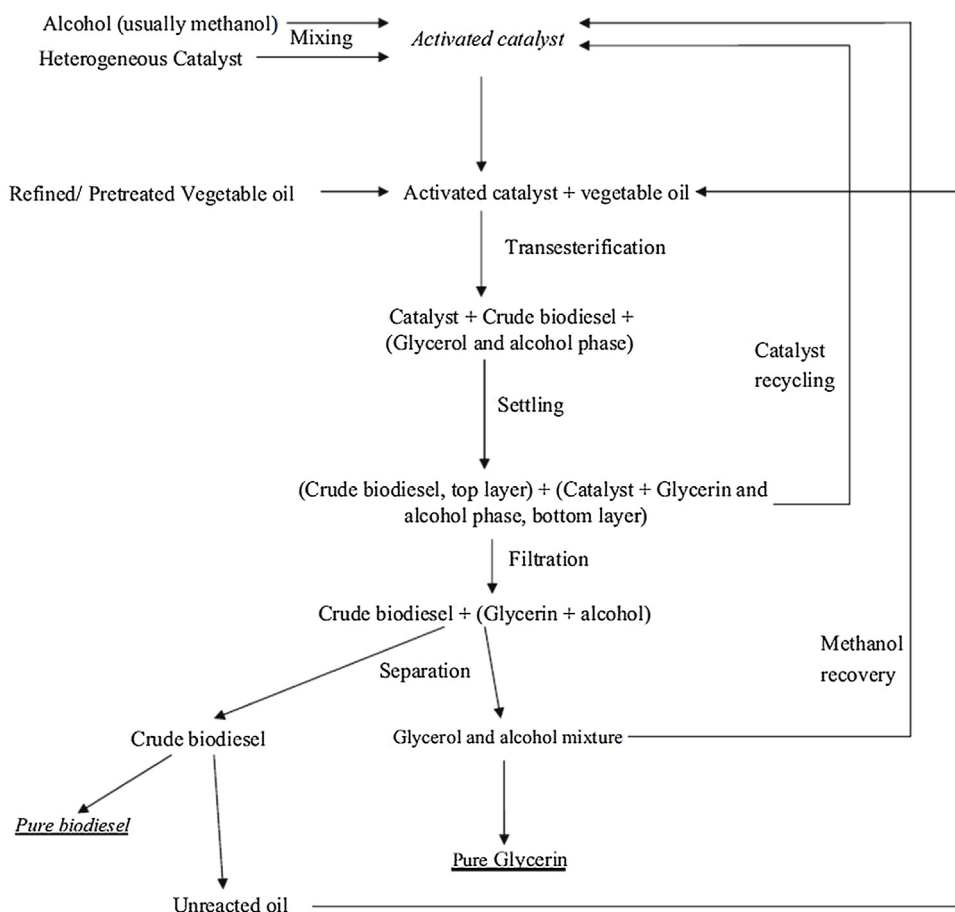 Alcohol (usually methanol)
Mixing
Activated catalyst
Heterogeneous Catalyst
Refined/ Pretreated Vegetable oil
Activated catalyst + vegetable oil
Transesterification
Catalyst + Crude biodiesel +
(Glycerol and alcohol phase)
Catalyst
recycling
Settling
(Crude biodiesel, top layer) + (Catalyst + Glycerin and
alcohol phase, bottom layer)
Filtration
Crude biodiesel + (Glycerin + alcohol)
Methanol
recovery
Separation
Crude biodiesel
Glycerol and alcohol mixture
Pure biodiesel
Pure Glycerin
Unreacted oil